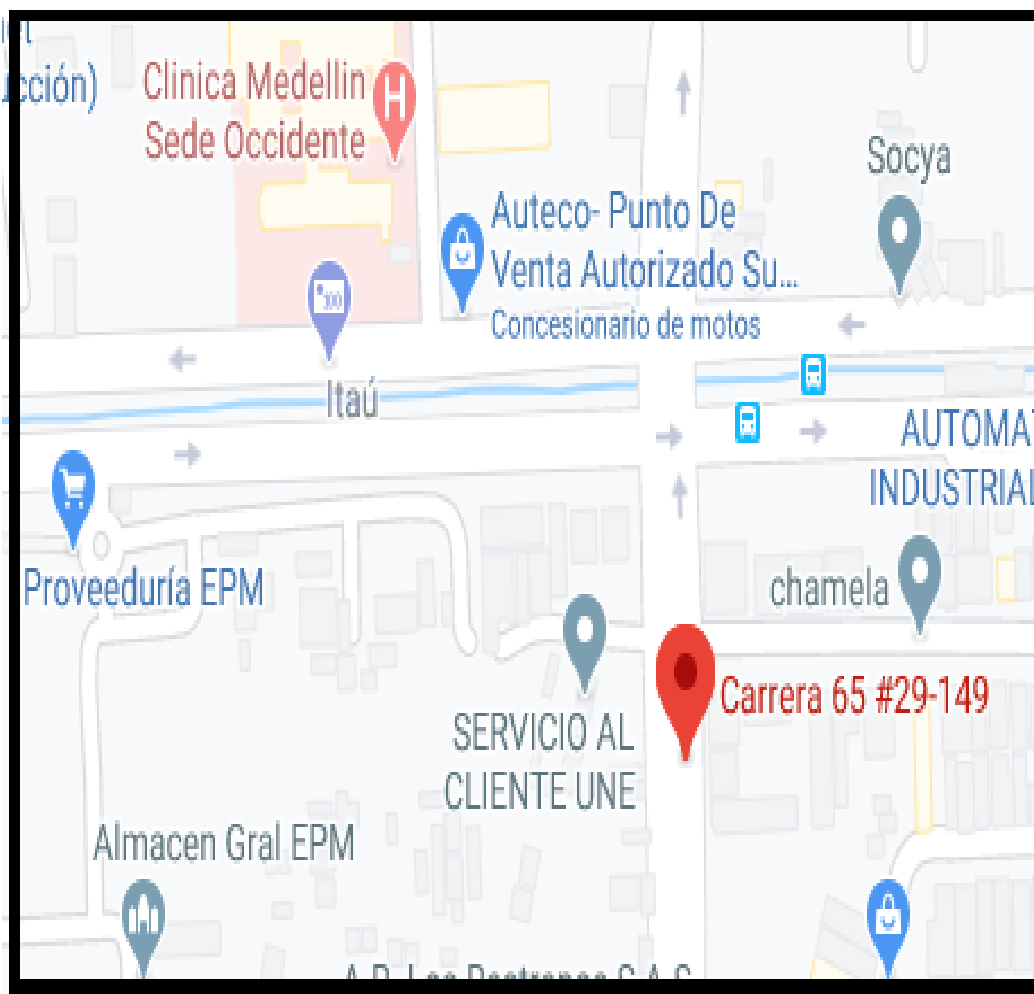 cción)
Clinica Medellin
Sede Occidente
H
Socya
Auteco- Punto De
Venta Autorizado Su...
Concesionario de motos
Itaú
AUTOMAT
INDUSTRIAL
Proveeduría EPM
chamela
Carrera 65 #29-149
SERVICIO AL
CLIENTE UNE
Almacen Gral EPM